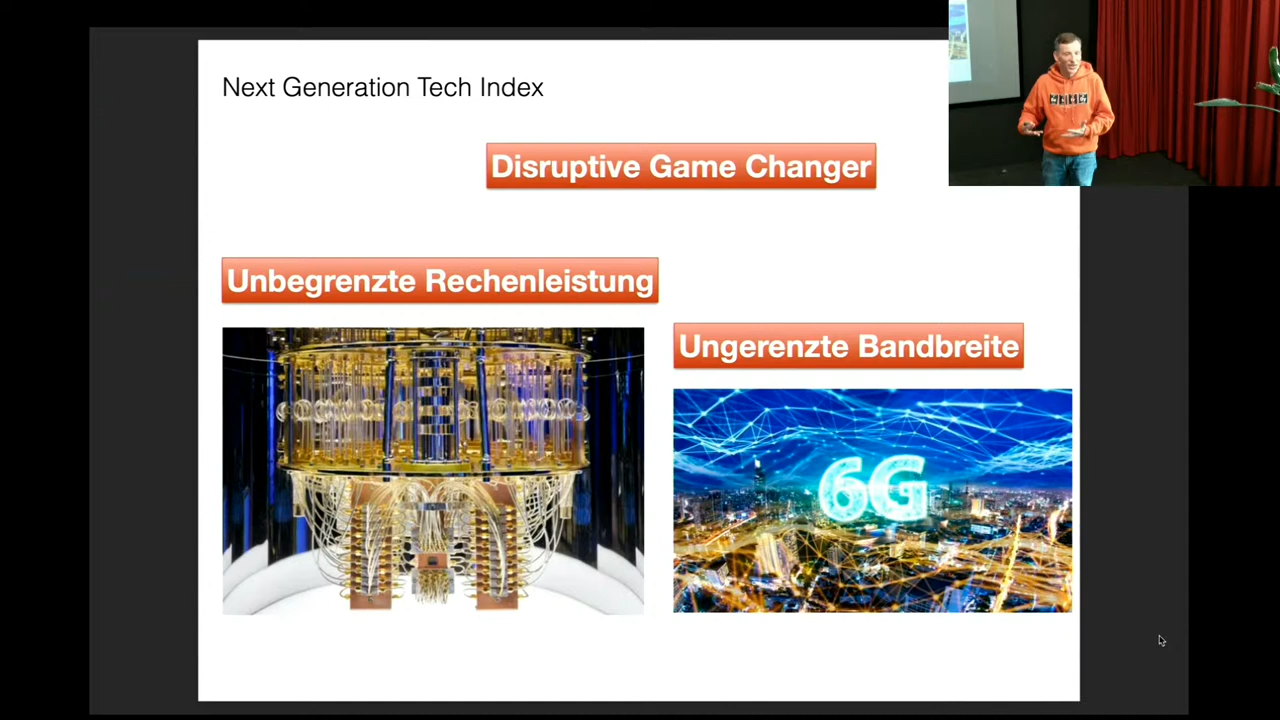 Next Generation Tech Index
Disruptive Game Changer
Unbegrenzte Rechenleistung
Ungerenzte Bandbreite
6G